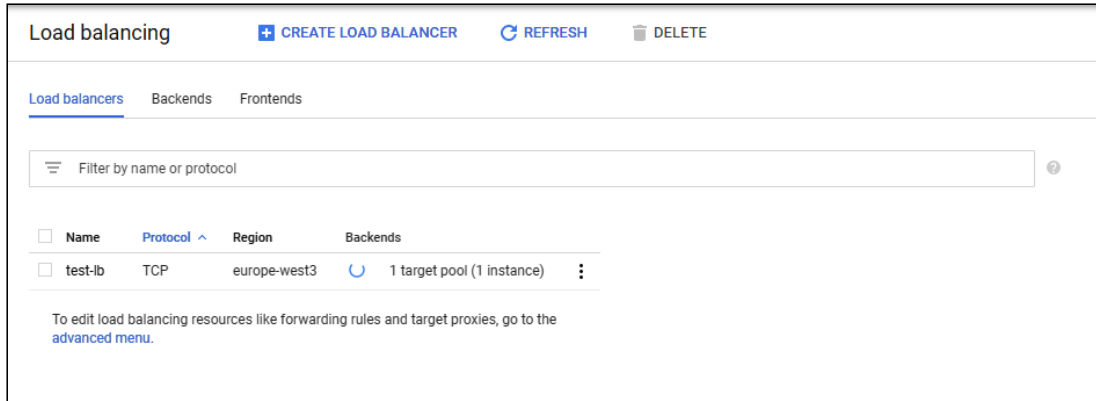 Load balancing CREATE LOAD BALANCER REFRESH DELETE
Load balancers Backends Frontends
Filter by name or protocol
Name Protocol Region Backends
test-lb TCP europe-west3 1 target pool (1 instance)
To edit load balancing resources like forwarding rules and target proxies, go to the
advanced menu.